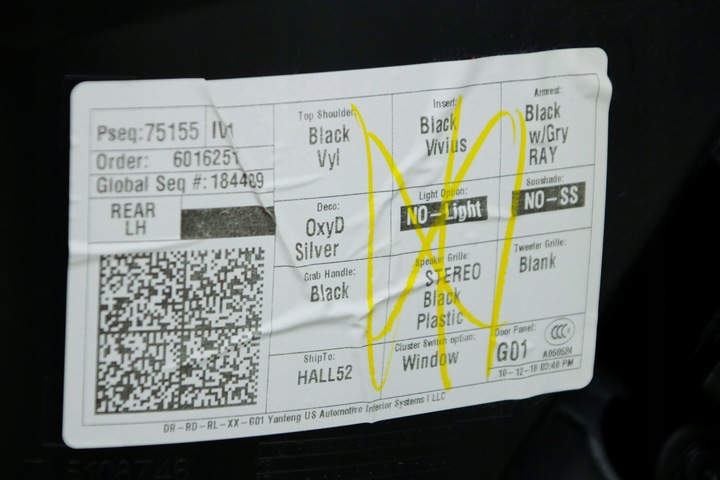 Pseq: 75155
Order: 6016251
Global Seq #: 184489
REAR
LH
Top Shoulder:
Black
Vyl
Insert:
Black
Vivius
Armrest:
Black
w/Gry
RAY
Deco:
OxyD
Silver
Light Option:
NO-Light
Sunshade:
NO-SS
Grab Handle:
Black
Speaker Grille:
STEREO
Black
Plastic
Tweeter Grille:
Blank
ShipTo:
HALL52
Cluster Switch option:
Window
Door Panel:
G01
CCC
A050524
10-12-18 03:48 PM
DR-RD-RL-XX-G01 Yanfeng US Automotive Interior Systems I LLC